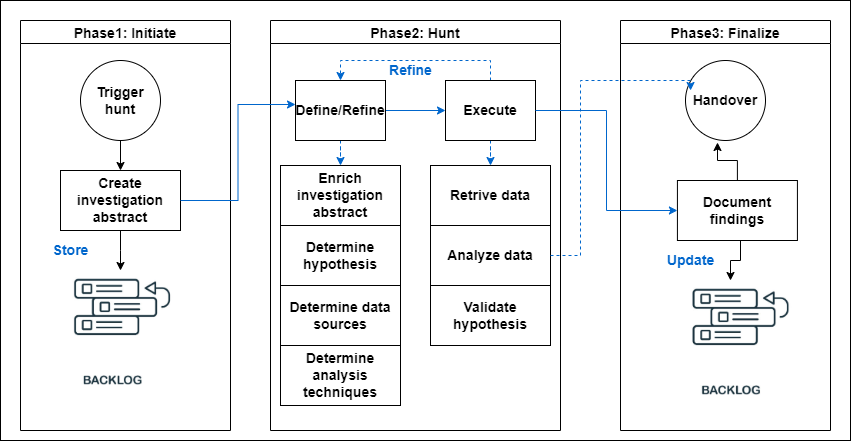 Phase1: Initiate
Trigger
hunt
Create
investigation
abstract
Store
BACKLOG
Phase2: Hunt
Refine
Define/Refine
Execute
Enrich
investigation
abstract
Determine
hypothesis
Determine data
sources
Determine
analysis
techniques
Retrive data
Analyze data
Validate
hypothesis
Phase3: Finalize
Handover
Document
findings
Update
BACKLOG